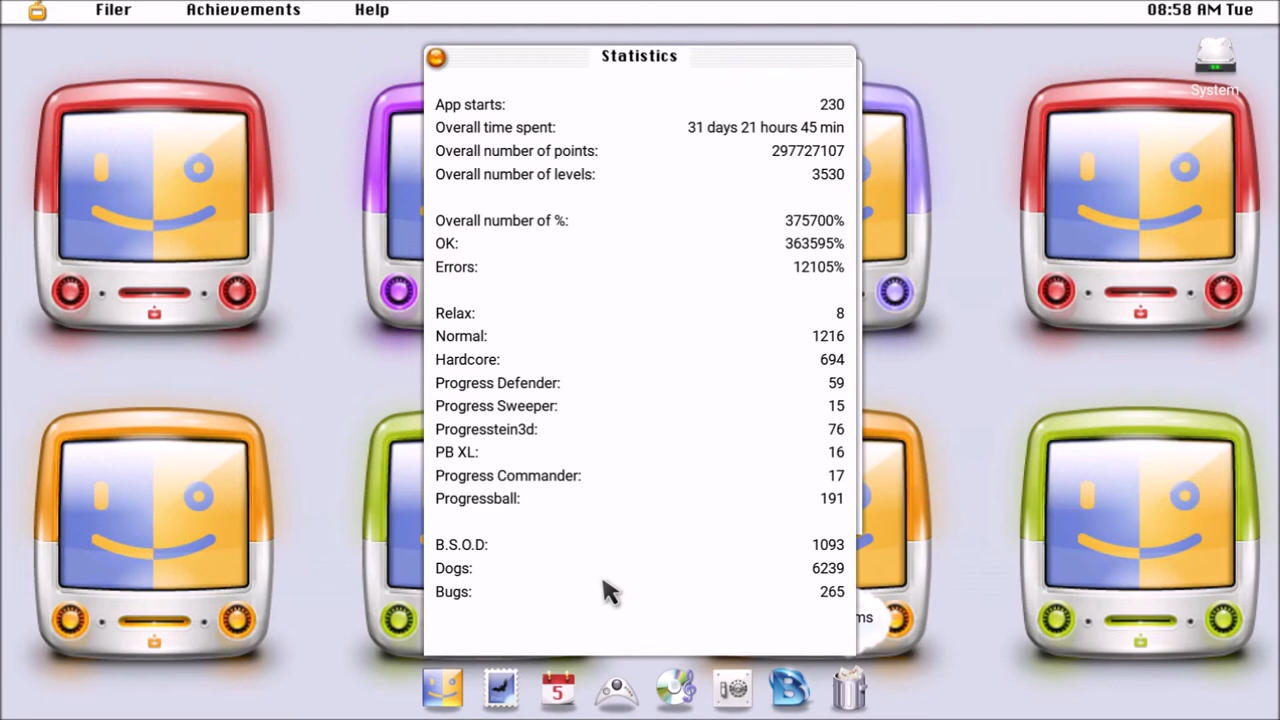 Filer Achievements Help 08:58 AM Tue
Statistics
System
App starts: 230
Overall time spent: 31 days 21 hours 45 min
Overall number of points: 297727107
Overall number of levels: 3530
Overall number of %: 375700%
OK: 363595%
Errors: 12105%
Relax: 8
Normal: 1216
Hardcore: 694
Progress Defender: 59
Progress Sweeper: 15
Progresstein3d: 76
PB XL: 16
Progress Commander: 17
Progressball: 191
B.S.O.D: 1093
Dogs: 6239
Bugs: 265
ms
5
B